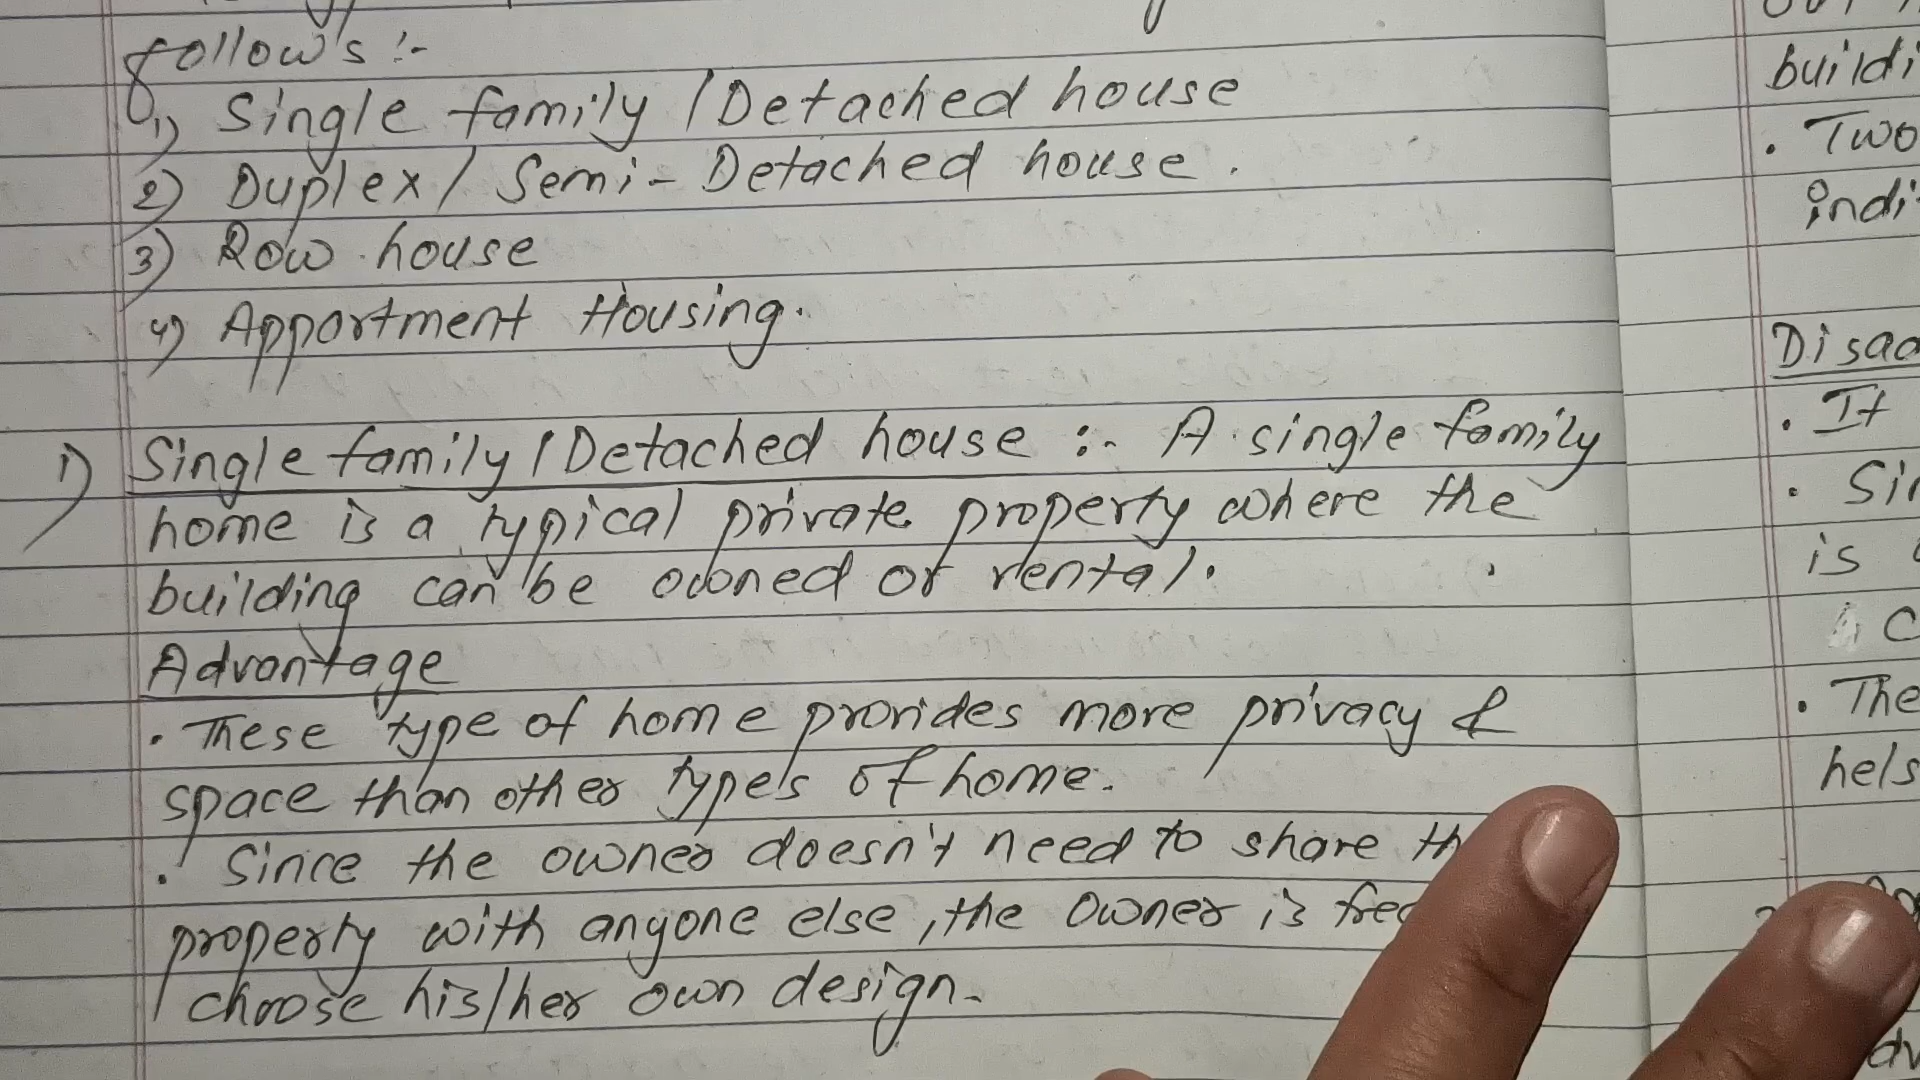 follow's :-
1) Single family / Detached house
2) Duplex / Semi-Detached house.
3) Row house
4) Appartment Housing.
1) Single family / Detached house :- A single family
home is a typical private property where the
building can be owned or rental.
Advantage
· These type of home provides more privacy &
space than other types of home.
· Since the owner doesn't need to share
property with anyone else, the owner is
choose his/her own design.
buildi
· Two
indi
Disad
· It
· Sin
is
· The
hels